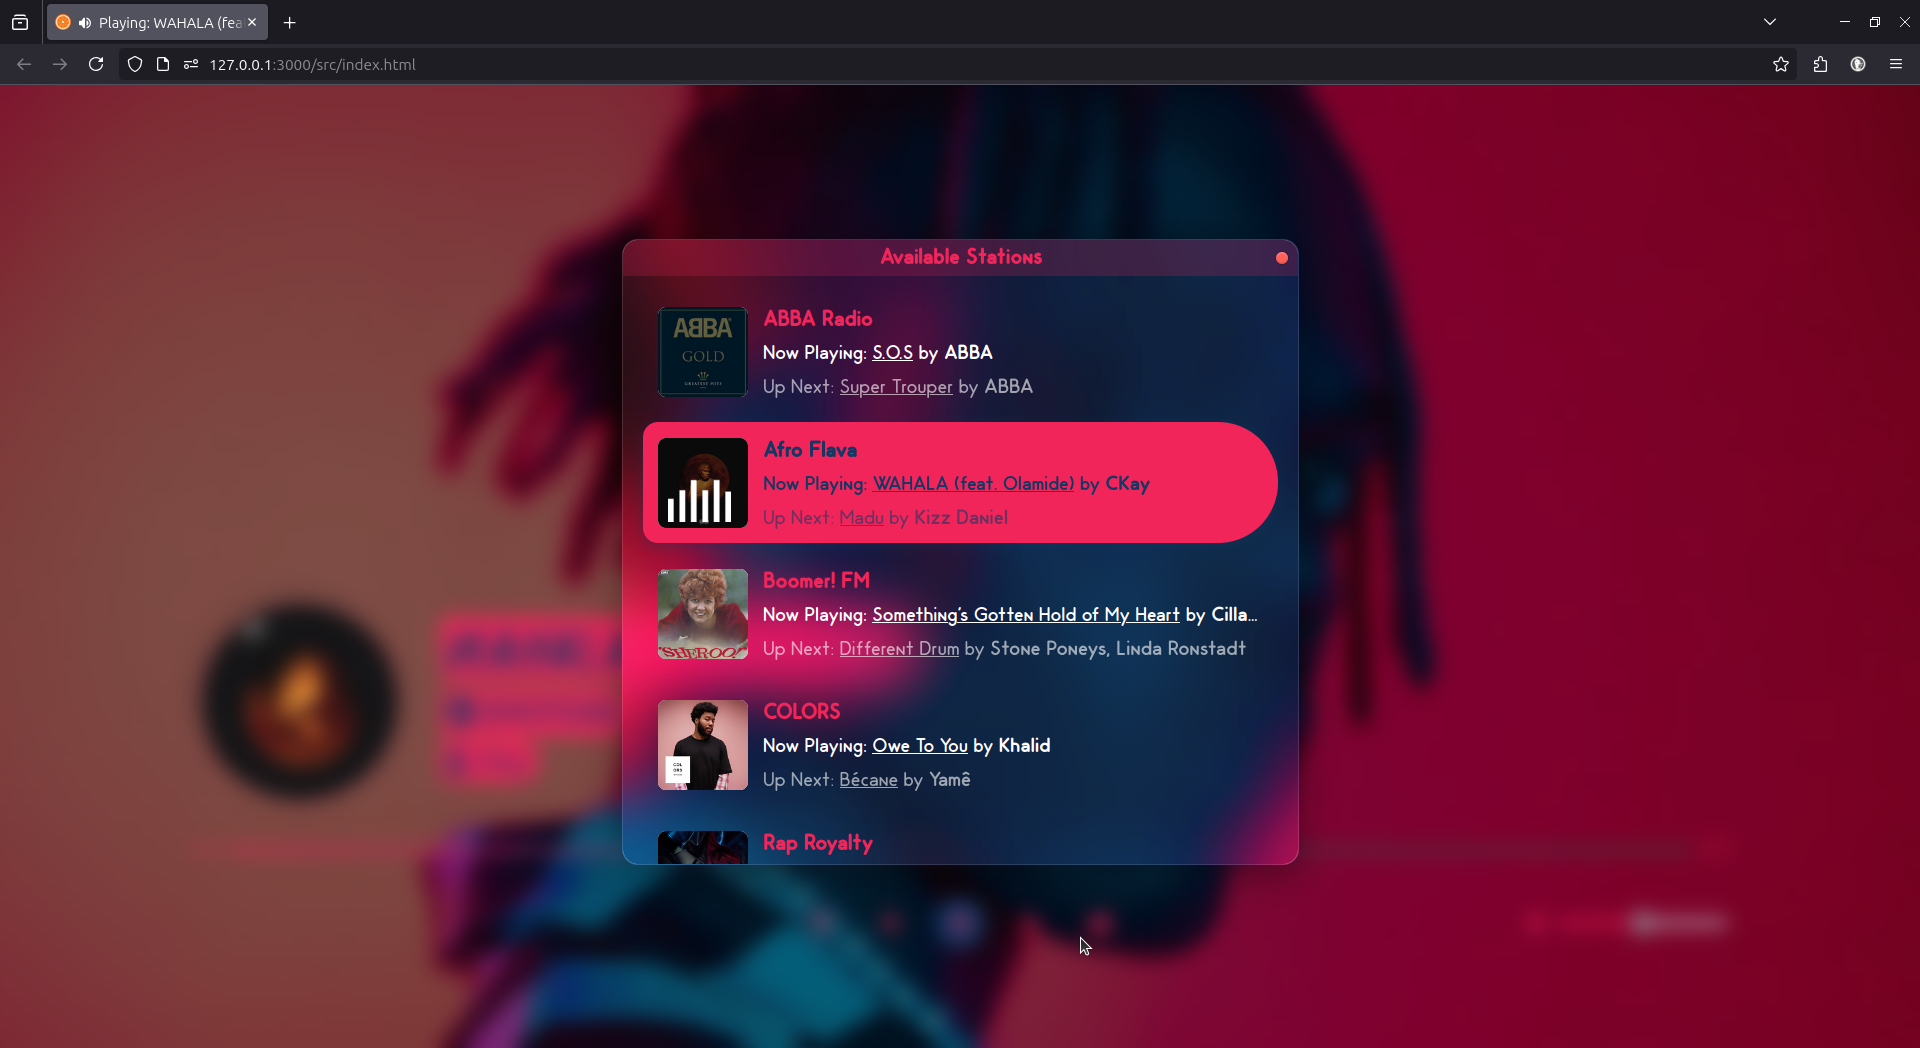 Playing: WAHALA (fea
127.0.0.1:3000/src/index.html
Available Stations
ABBA
GOLD
GREATEST HITS
ABBA Radio
Now Playing: S.O.S by ABBA
Up Next: Super Trouper by ABBA
Afro Flava
Now Playing: WAHALA (feat. Olamide) by CKay
Up Next: Madu by Kizz Daniel
"SHEROO!"
Boomer! FM
Now Playing: Something's Gotten Hold of My Heart by Cilla...
Up Next: Different Drum by Stone Poneys, Linda Ronstadt
COL
ORS
COLORS
Now Playing: Owe To You by Khalid
Up Next: Bécane by Yamê
Rap Royalty